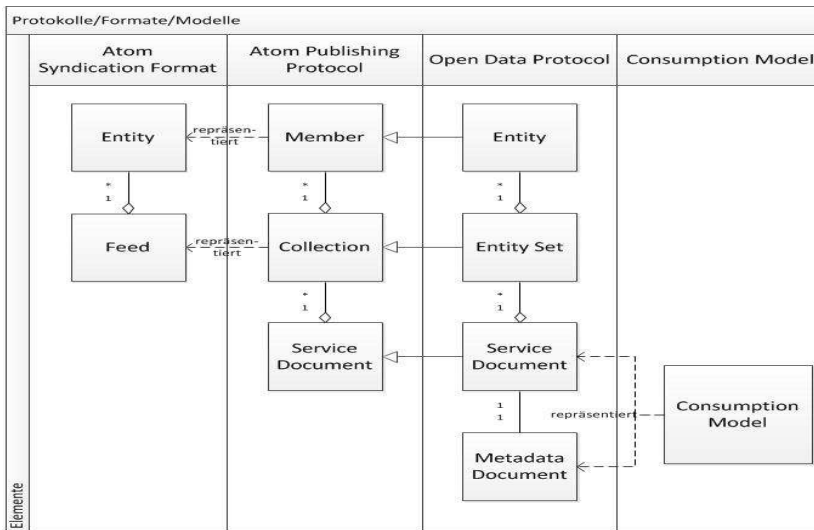 Protokolle/Formate/Modelle
Atom
Syndication Format
Atom Publishing
Protocol
Open Data Protocol
Consumption Model
Entity
repräsen-
tiert
Member
Entity
*
1
*
1
*
1
Feed
repräsen-
tiert
Collection
Entity Set
*
1
*
1
Service
Document
Service
Document
1
1
repräsentiert
Consumption
Model
Metadata
Document
Elemente